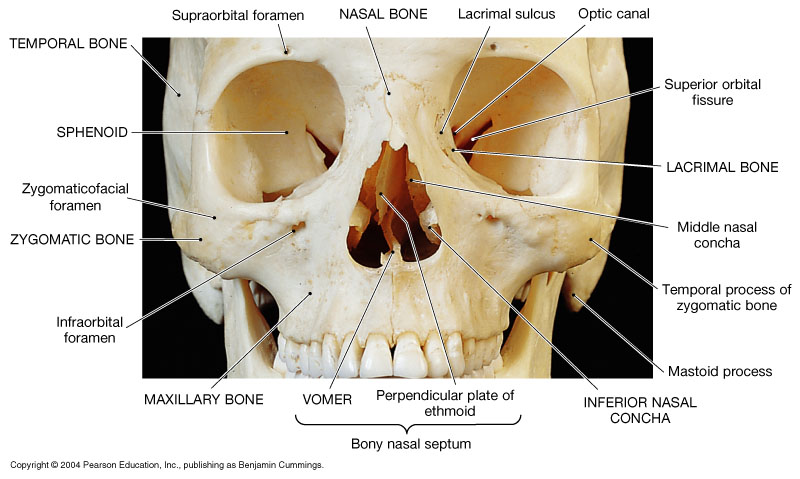 Supraorbital foramen
NASAL BONE
Lacrimal sulcus
Optic canal
TEMPORAL BONE
Superior orbital
fissure
SPHENOID
LACRIMAL BONE
Zygomaticofacial
foramen
Middle nasal
concha
ZYGOMATIC BONE
Temporal process of
zygomatic bone
Infraorbital
foramen
Mastoid process
MAXILLARY BONE
VOMER
Perpendicular plate of
ethmoid
INFERIOR NASAL
CONCHA
Bony nasal septum
Copyright © 2004 Pearson Education, Inc., publishing as Benjamin Cummings.